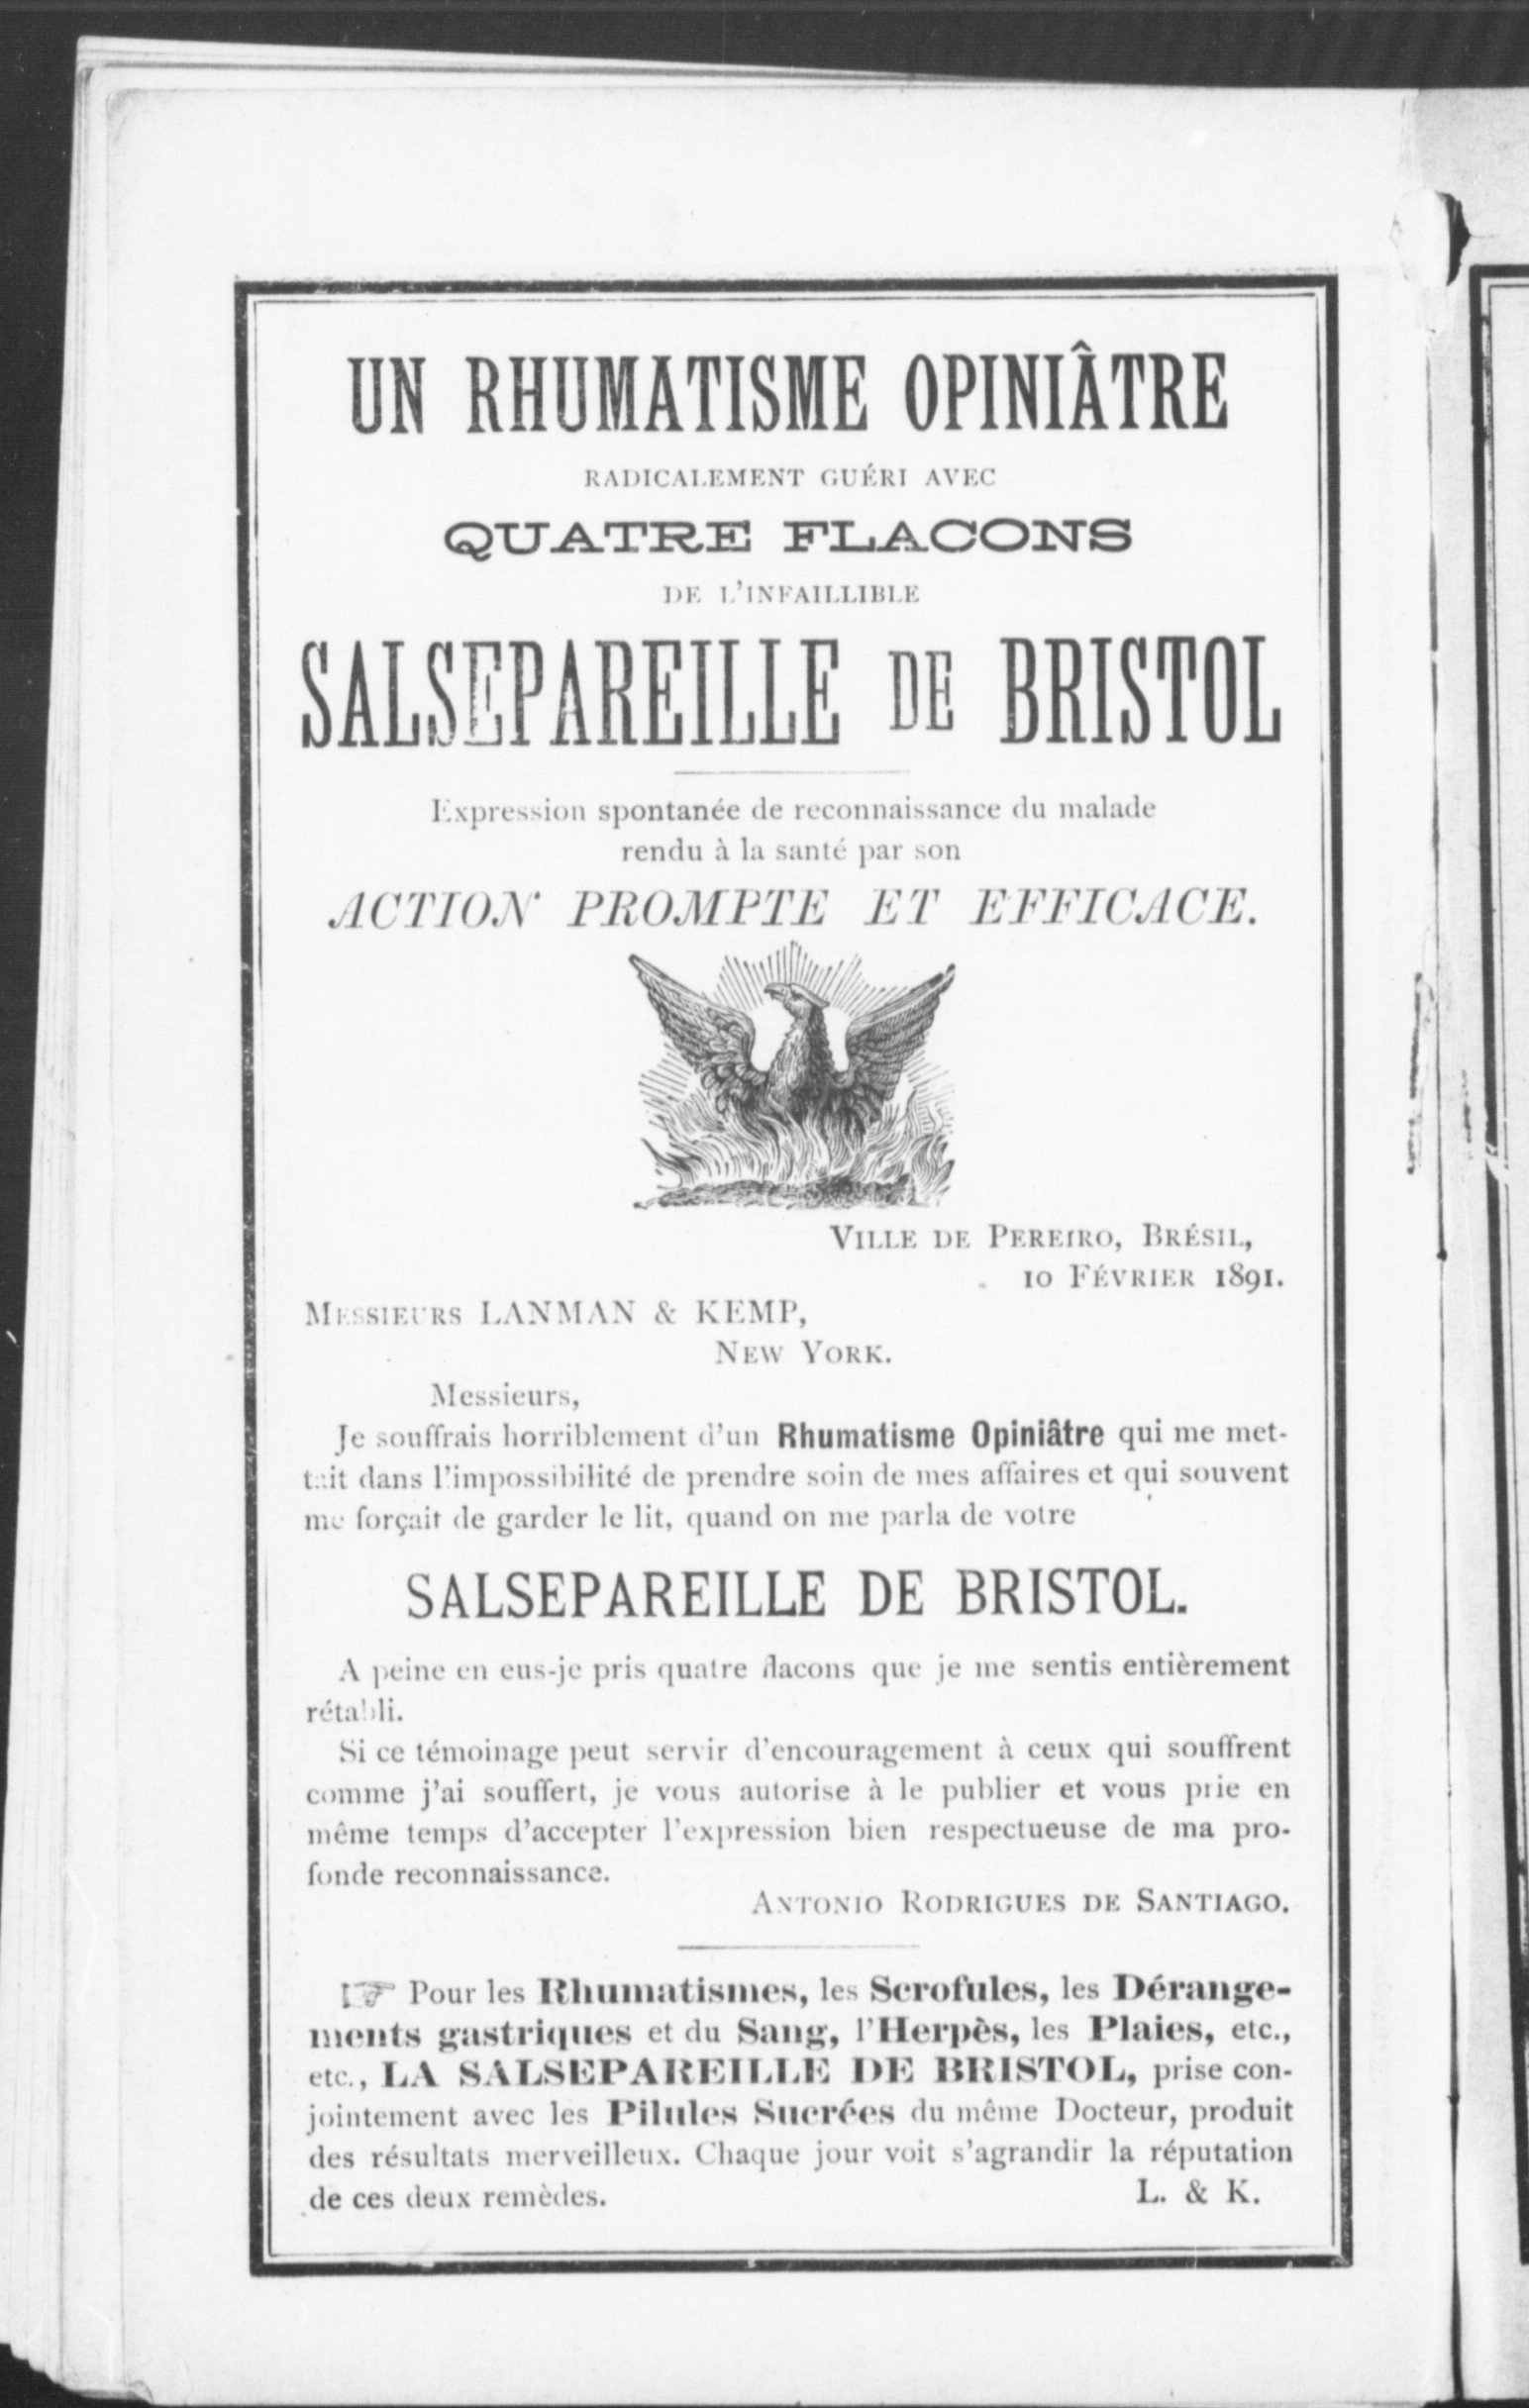 UN RHUMATISME OPINIÂTRE
RADICALEMENT GUÉRI AVEC
QUATRE FLACONS
DE L'INFAILLIBLE
SALSEPAREILLE DE BRISTOL
Expression spontanée de reconnaissance du malade
rendu à la santé par son
ACTION PROMPTE ET EFFICACE.
VILLE DE PEREIRO, BRÉSIL,
10 FÉVRIER 1891.
MESSIEURS LANMAN & KEMP,
NEW YORK.
Messieurs,
Je souffrais horriblement d'un Rhumatisme Opiniâtre qui me met-
tait dans l'impossibilité de prendre soin de mes affaires et qui souvent
me forçait de garder le lit, quand on me parla de votre
SALSEPAREILLE DE BRISTOL.
A peine en eus-je pris quatre flacons que je me sentis entièrement
rétabli.
Si ce témoinage peut servir d'encouragement à ceux qui souffrent
comme j'ai souffert, je vous autorise à le publier et vous prie en
même temps d'accepter l'expression bien respectueuse de ma pro-
fonde reconnaissance.
ANTONIO RODRIGUES DE SANTIAGO.
☞ Pour les Rhumatismes, les Scrofules, les Dérange-
ments gastriques et du Sang, l'Herpès, les Plaies, etc.,
etc., LA SALSEPAREILLE DE BRISTOL, prise con-
jointement avec les Pilules Sucrées du même Docteur, produit
des résultats merveilleux. Chaque jour voit s'agrandir la réputation
de ces deux remèdes.
L. & K.